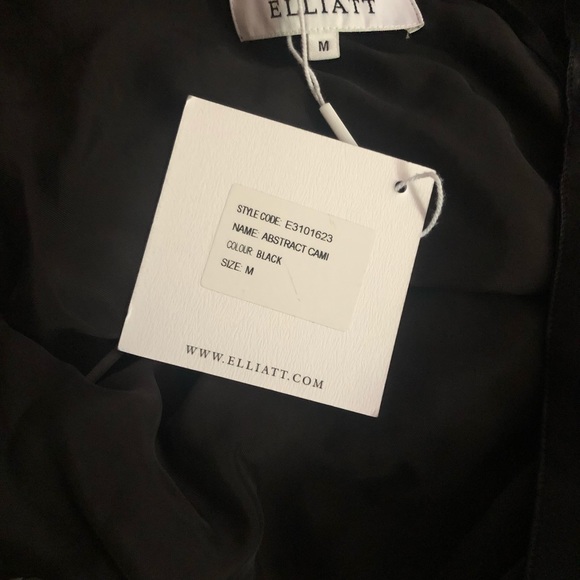 ELLIATT
M
STYLE CODE: E3101623
NAME: ABSTRACT CAMI
COLOUR: BLACK
SIZE: M
WWW.ELLIATT.COM